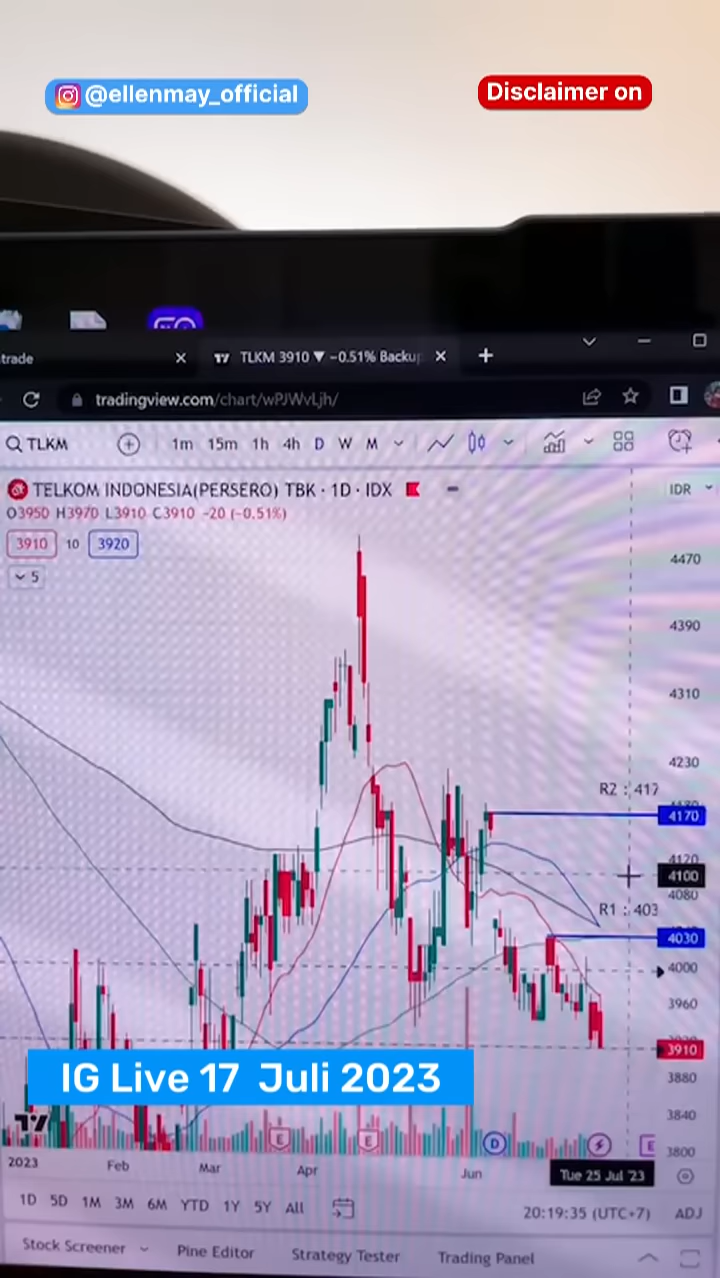 @ellenmay_official
Disclaimer on
trade
TLKM 3910 ▼ −0.51% Backup
tradingview.com/chart/wPJWvLjh/
TLKM
1m 15m 1h 4h D W M
TELKOM INDONESIA(PERSERO) TBK · 1D · IDX
IDR
O3950 H3970 L3910 C3910 -20 (-0.51%)
3910 10 3920
5
4470
4390
4310
4230
R2 : 417
4170
4120
4100
4080
R1 : 403
4030
4000
3960
3910
3880
3840
3800
IG Live 17 Juli 2023
E
E
D
E
2023 Feb Mar Apr Jun Tue 25 Jul '23
1D 5D 1M 3M 6M YTD 1Y 5Y All
20:19:35 (UTC+7) ADJ
Stock Screener Pine Editor Strategy Tester Trading Panel